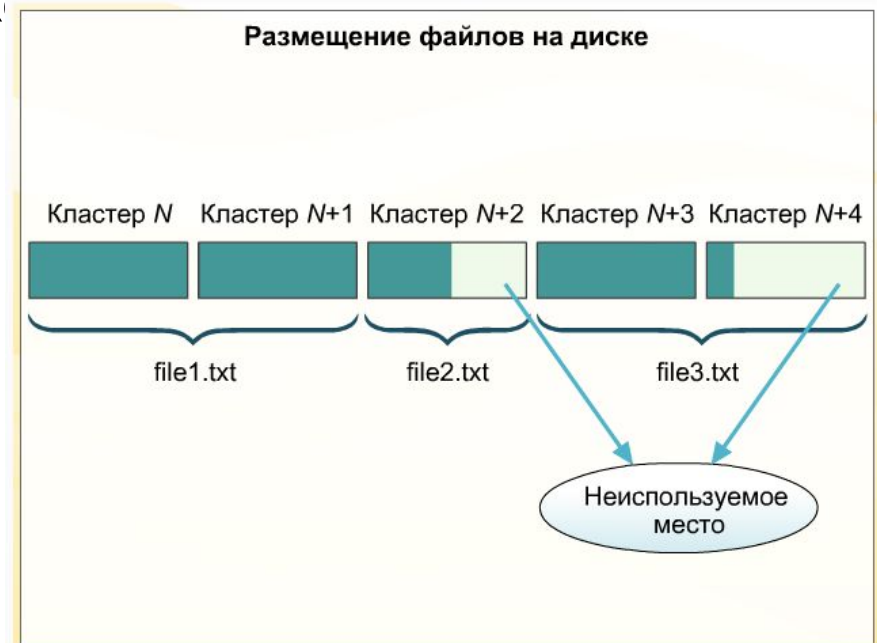 Размещение файлов на диске
Кластер N Кластер N+1 Кластер N+2 Кластер N+3 Кластер N+4
file1.txt file2.txt file3.txt
Неиспользуемое
место